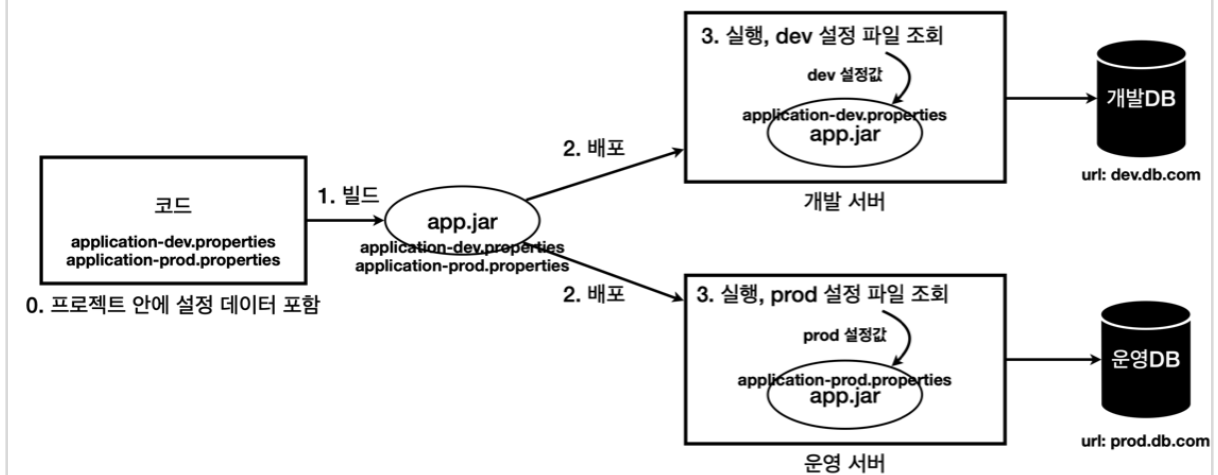 코드
application-dev.properties
application-prod.properties
0. 프로젝트 안에 설정 데이터 포함
1. 빌드
app.jar
application-dev.properties
application-prod.properties
2. 배포
3. 실행, dev 설정 파일 조회
dev 설정값
application-dev.properties
app.jar
개발 서버
개발DB
url: dev.db.com
2. 배포
3. 실행, prod 설정 파일 조회
prod 설정값
application-prod.properties
app.jar
운영 서버
운영DB
url: prod.db.com